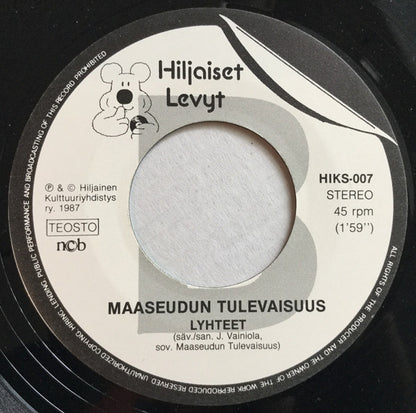 Hiljaiset
Levyt
B
HIKS-007
STEREO
45 rpm
(1'59'')
℗ & © Hiljainen
Kulttuuriyhdistys
ry. 1987
TEOSTO
ncb
MAASEUDUN TULEVAISUUS
LYHTEET
(säv./san. J. Vainiola,
sov. Maaseudun Tulevaisuus)
ALL RIGHTS OF THE PRODUCER AND OF THE OWNER OF THE WORK REPRODUCED RESERVED UNAUTHORIZED COPYING HIRING LENDING PUBLIC PERFORMANCE AND BROADCASTING OF THIS RECORD PROHIBITED